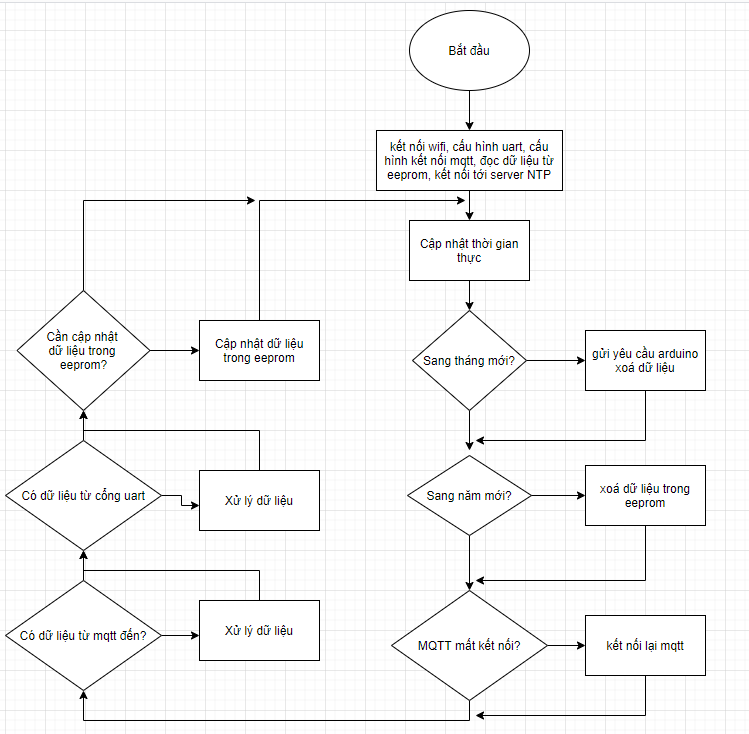 Bắt đầu
kết nối wifi, cấu hình uart, cấu
hình kết nối mqtt, đọc dữ liệu từ
eeprom, kết nối tới server NTP
Cập nhật thời gian
thực
Sang tháng mới?
gửi yêu cầu arduino
xoá dữ liệu
Sang năm mới?
xoá dữ liệu trong
eeprom
MQTT mất kết nối?
kết nối lại mqtt
Có dữ liệu từ mqtt đến?
Xử lý dữ liệu
Có dữ liệu từ cổng uart
Xử lý dữ liệu
Cần cập nhật
dữ liệu trong
eeprom?
Cập nhật dữ liệu
trong eeprom